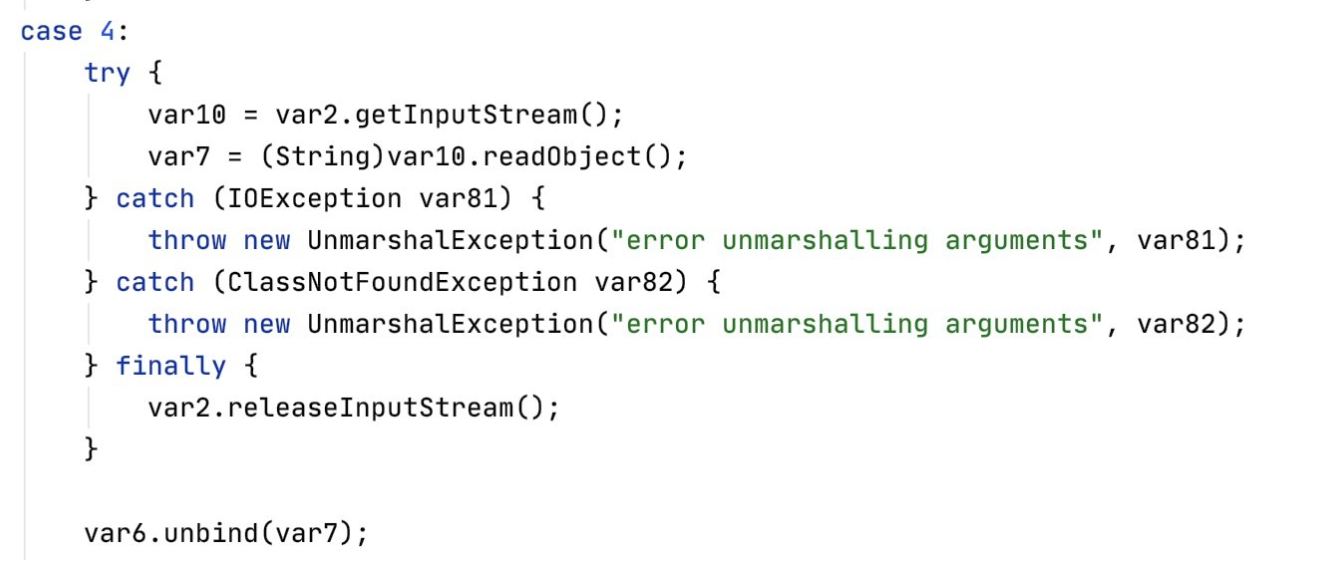 case 4:
try {
var10 = var2.getInputStream();
var7 = (String)var10.readObject();
} catch (IOException var81) {
throw new UnmarshalException("error unmarshalling arguments", var81);
} catch (ClassNotFoundException var82) {
throw new UnmarshalException("error unmarshalling arguments", var82);
} finally {
var2.releaseInputStream();
}
var6.unbind(var7);